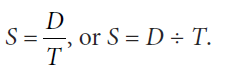 S = D/T, or S = D ÷ T.